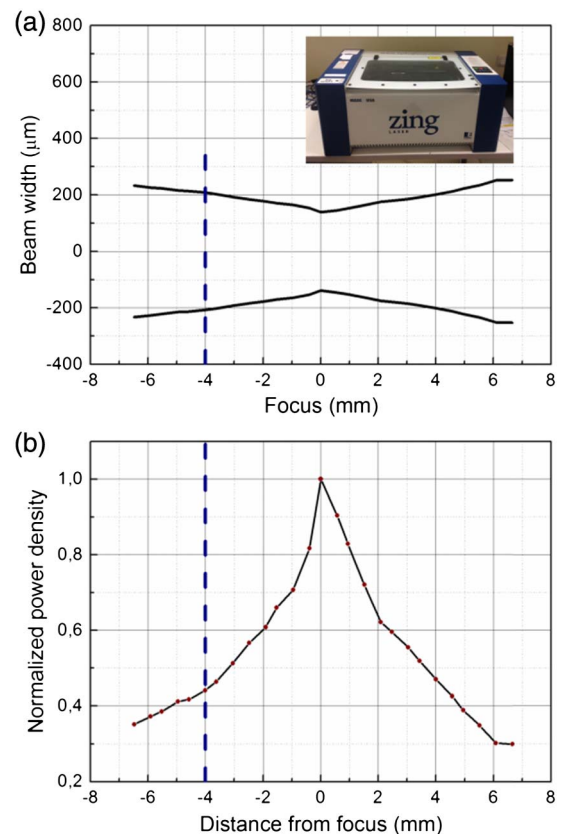 (a)
800
600
400
200
0
-200
-400
Beam width (μm)
zing
LASER
-8 -6 -4 -2 0 2 4 6 8
Focus (mm)
(b)
1,0
0,8
0,6
0,4
0,2
Normalized power density
-8 -6 -4 -2 0 2 4 6 8
Distance from focus (mm)